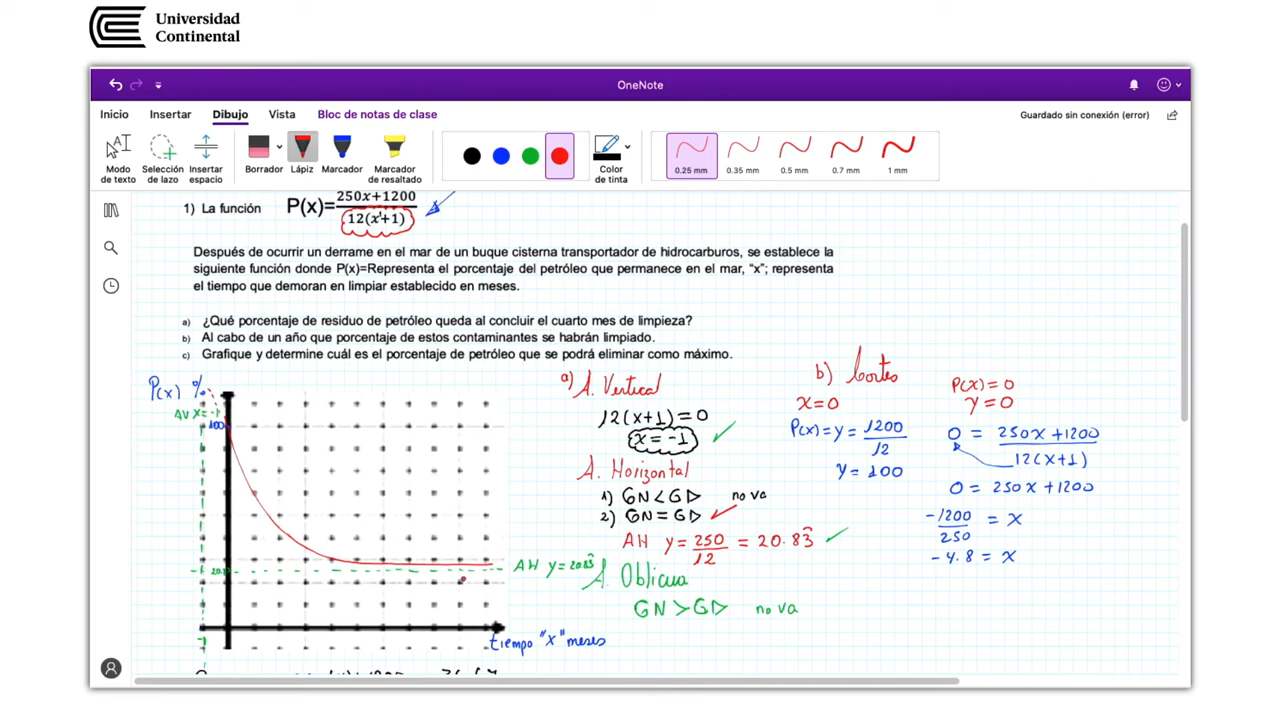 Universidad
Continental
OneNote
Inicio
Insertar
Dibujo
Vista
Bloc de notas de clase
Guardado sin conexión (error)
Modo
de texto
Selección
de lazo
Insertar
espacio
Borrador
Lápiz
Marcador
Marcador
de resaltado
Color
de tinta
0.25 mm
0.35 mm
0.5 mm
0.7 mm
1 mm
1) La función P(x)= 250x+1200
12(x¹+1)
Después de ocurrir un derrame en el mar de un buque cisterna transportador de hidrocarburos, se establece la
siguiente función donde P(x)=Representa el porcentaje del petróleo que permanece en el mar, "x"; representa
el tiempo que demoran en limpiar establecido en meses.
a) ¿Qué porcentaje de residuo de petróleo queda al concluir el cuarto mes de limpieza?
b) Al cabo de un año que porcentaje de estos contaminantes se habrán limpiado.
c) Grafique y determine cuál es el porcentaje de petróleo que se podrá eliminar como máximo.
P(x) %
AV x=-1
100
AH y=20.83
-1
tiempo "x" meses
a) A. Vertical
12(x+1)=0
x=-1
A. Horizontal
1) GN<GD no va
2) GN=GD
AH y=250/12 = 20.83
A. Oblicua
GN>GD no va
b) Cortes
x=0
P(x)=y=1200/12
y=100
P(x)=0
y=0
0 = 250x+1200
12(x+1)
0 = 250x+1200
-1200/250 = x
-4.8 = x